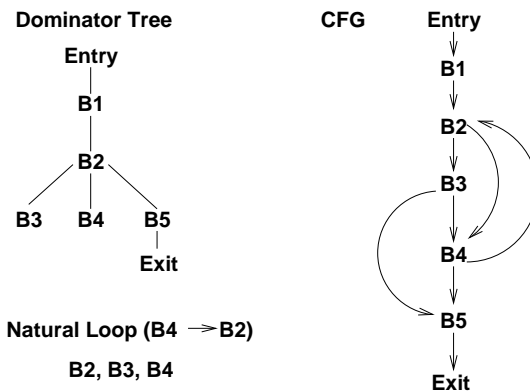 Dominator Tree
Entry
B1
B2
B3 B4 B5
Exit
Natural Loop (B4 → B2)
B2, B3, B4
CFG
Entry
B1
B2
B3
B4
B5
Exit